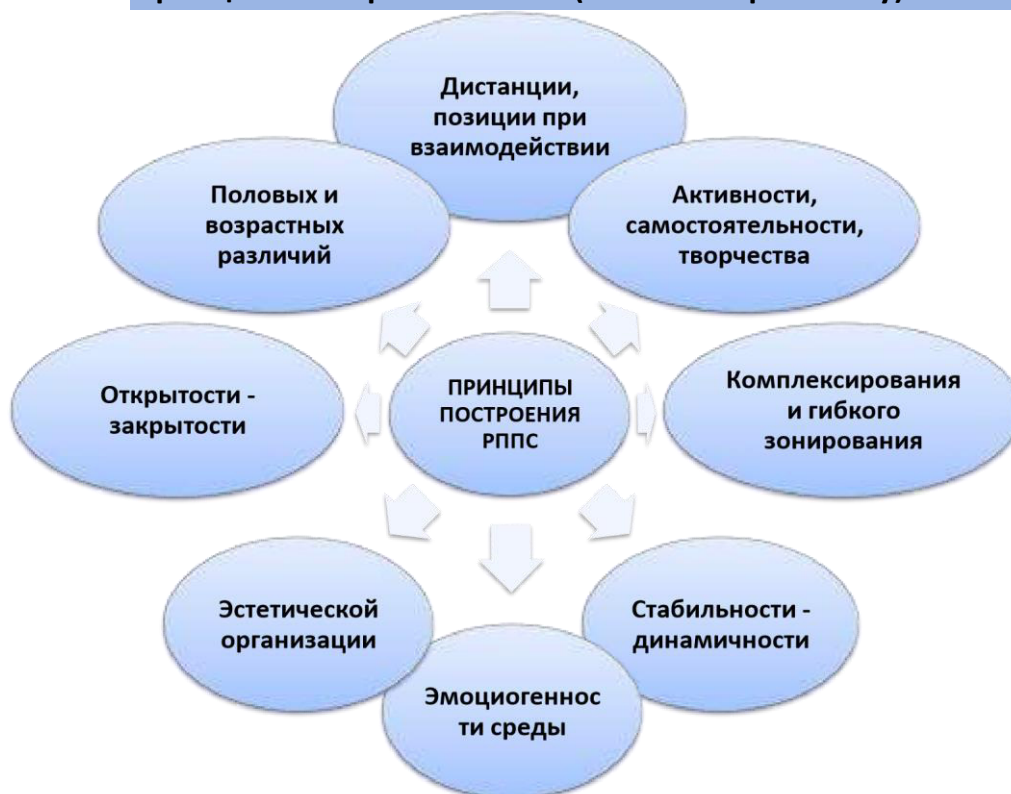 Дистанции,
позиции при
взаимодействии
Половых и
возрастных
различий
Активности,
самостоятельности,
творчества
Открытости -
закрытости
ПРИНЦИПЫ
ПОСТРОЕНИЯ
РППС
Комплексирования
и гибкого
зонирования
Эстетической
организации
Стабильности -
динамичности
Эмоциогеннос
ти среды